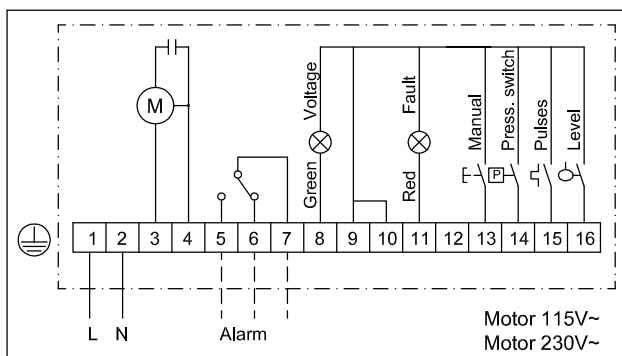 M
Green Voltage
Red Fault
Manual
Press. switch
P
Pulses
Level
1 2 3 4 5 6 7 8 9 10 11 12 13 14 15 16
L N Alarm
Motor 115V~
Motor 230V~